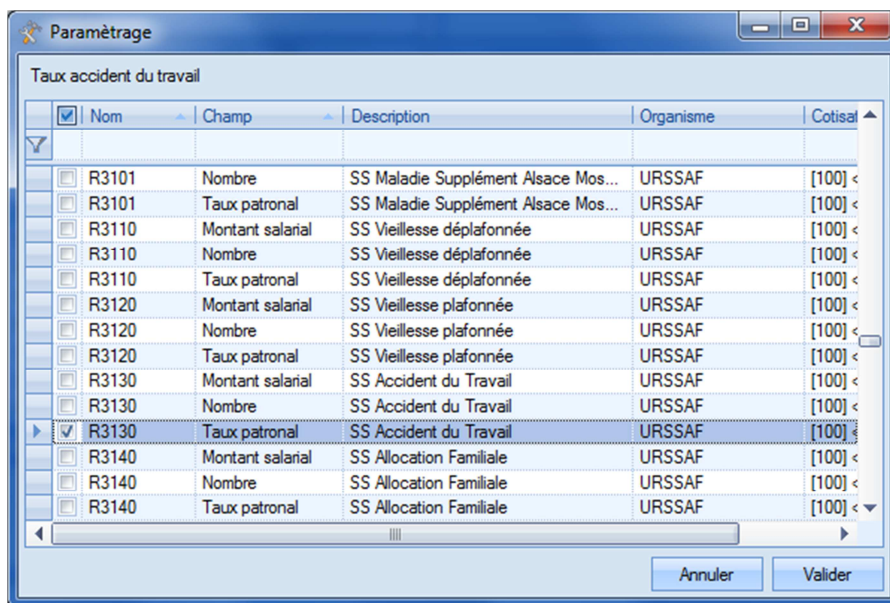 Paramètrage
Taux accident du travail
Nom Champ Description Organisme Cotisat
R3101 Nombre SS Maladie Supplément Alsace Mos... URSSAF [100] <
R3101 Taux patronal SS Maladie Supplément Alsace Mos... URSSAF [100] <
R3110 Montant salarial SS Vieillesse déplafonnée URSSAF [100] <
R3110 Nombre SS Vieillesse déplafonnée URSSAF [100] <
R3110 Taux patronal SS Vieillesse déplafonnée URSSAF [100] <
R3120 Montant salarial SS Vieillesse plafonnée URSSAF [100] <
R3120 Nombre SS Vieillesse plafonnée URSSAF [100] <
R3120 Taux patronal SS Vieillesse plafonnée URSSAF [100] <
R3130 Montant salarial SS Accident du Travail URSSAF [100] <
R3130 Nombre SS Accident du Travail URSSAF [100] <
R3130 Taux patronal SS Accident du Travail URSSAF [100] <
R3140 Montant salarial SS Allocation Familiale URSSAF [100] <
R3140 Nombre SS Allocation Familiale URSSAF [100] <
R3140 Taux patronal SS Allocation Familiale URSSAF [100] <
Annuler Valider